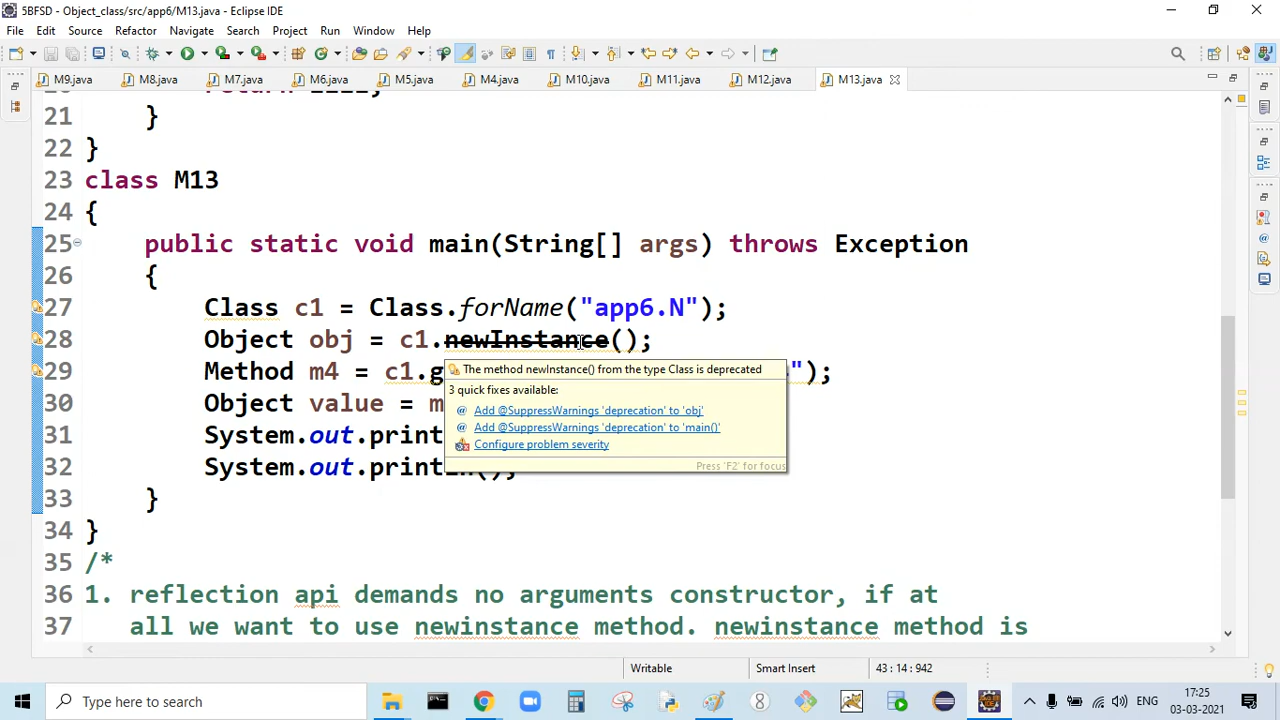 5BFSD - Object_class/src/app6/M13.java - Eclipse IDE
File Edit Source Refactor Navigate Search Project Run Window Help
M9.java M8.java M7.java M6.java M5.java M4.java M10.java M11.java M12.java M13.java
21 }
22 }
23 class M13
24 {
25 public static void main(String[] args) throws Exception
26 {
27 Class c1 = Class.forName("app6.N");
28 Object obj = c1.newInstance();
The method newInstance() from the type Class is deprecated
29 Method m4 = c1.g ");
3 quick fixes available:
30 Object value = m
Add @SuppressWarnings 'deprecation' to 'obj'
Add @SuppressWarnings 'deprecation' to 'main()'
31 System.out.print
Configure problem severity
32 System.out.println();
Press 'F2' for focus
33 }
34 }
35 /*
36 1. reflection api demands no arguments constructor, if at
37 all we want to use newinstance method. newinstance method is
Writable Smart Insert 43 : 14 : 942
Type here to search
ENG
7:25
03-03-2021